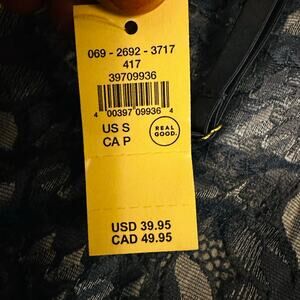 069 - 2692 - 3717
417
39709936
4 00397 09936 4
US S
CA P
REAL
GOOD.
USD 39.95
CAD 49.95